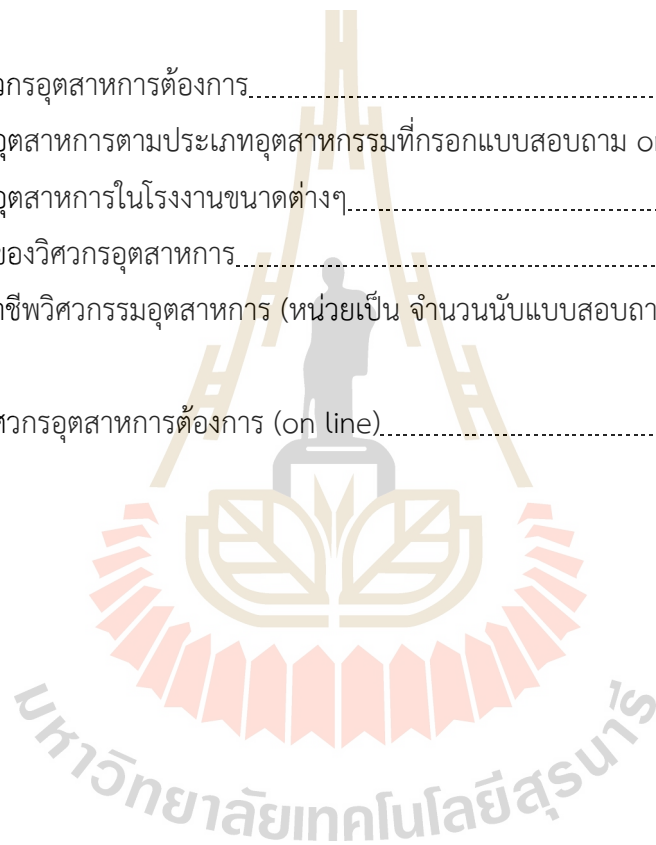 วกรอุตสาหการต้องการ
อุตสาหการตามประเภทอุตสาหกรรมที่กรอกแบบสอบถาม
อุตสาหการในโรงงานขนาดต่างๆ
ของวิศวกรอุตสาหการ
าชีพวิศวกรรมอุตสาหการ (หน่วยเป็น จำนวนนับแบบสอบถา
ศวกรอุตสาหการต้องการ (on line)
มหาวิทยาลัยเทคโนโลยีสุรนารี